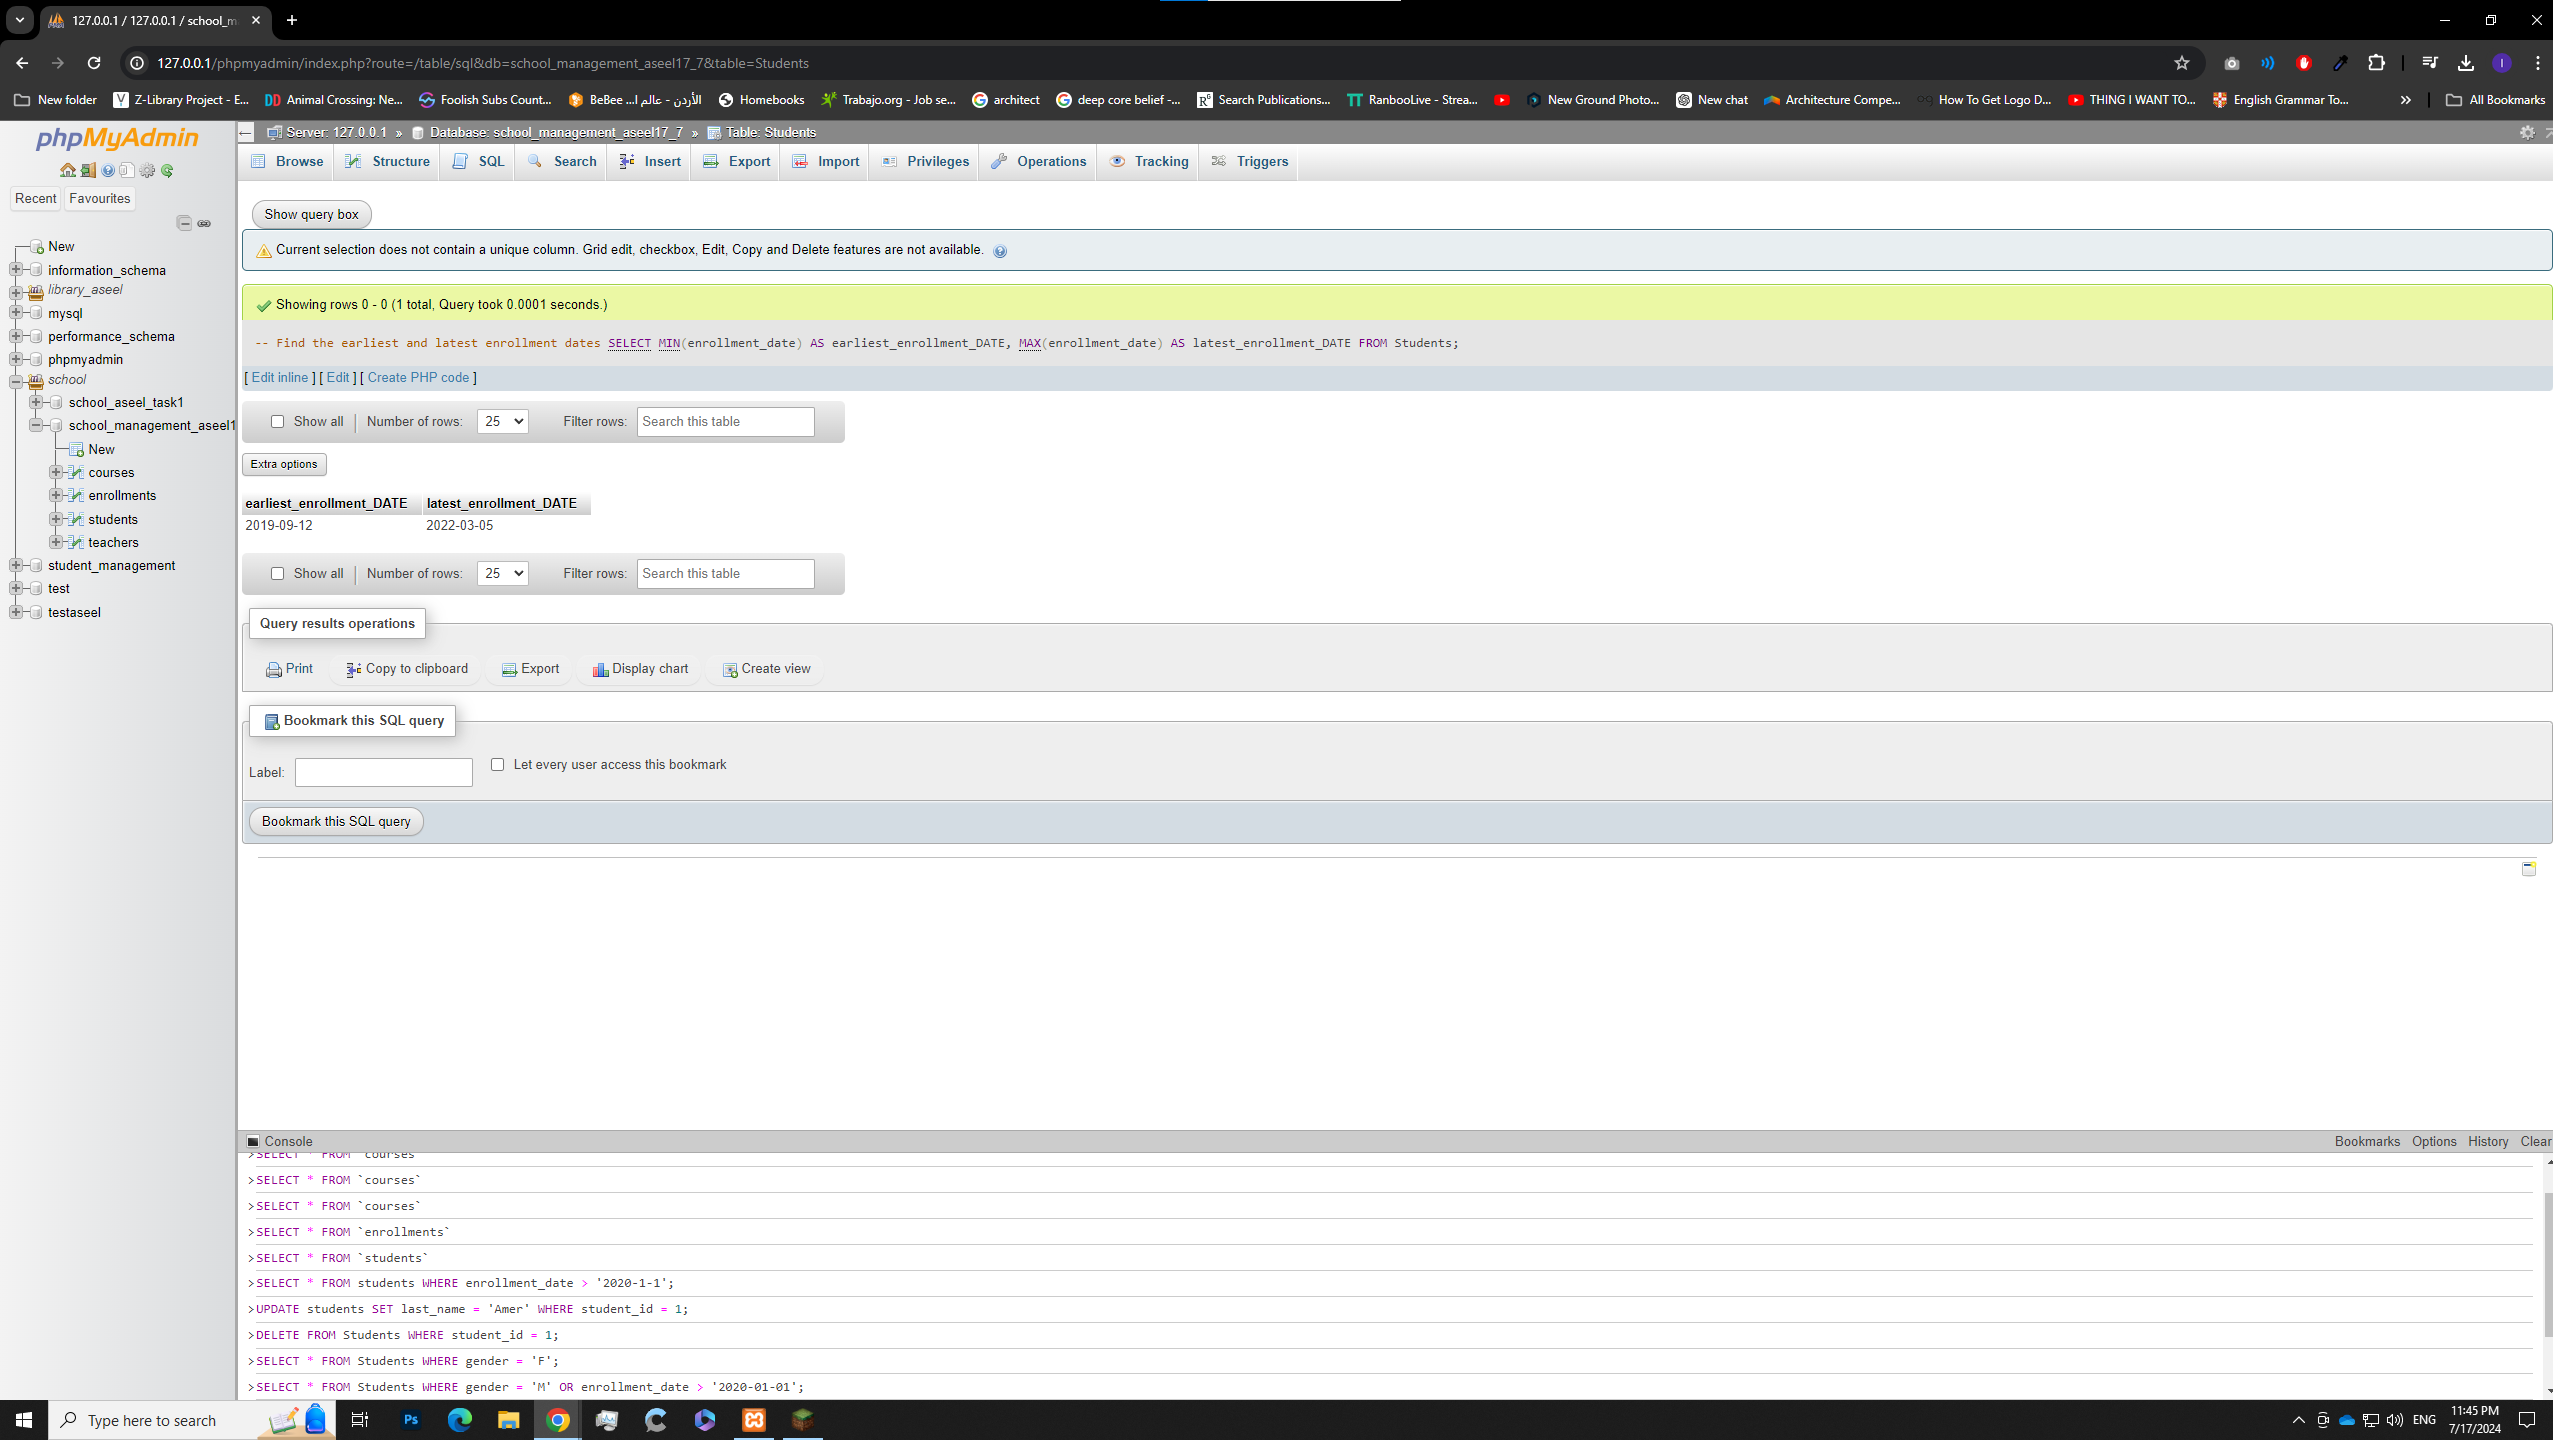 127.0.0.1 / 127.0.0.1 / school_m
127.0.0.1/phpmyadmin/index.php?route=/table/sql&db=school_management_aseel17_7&table=Students
New folder
Z-Library Project - E...
Animal Crossing: Ne...
Foolish Subs Count...
BeBee الأردن - عالم ا...
Homebooks
Trabajo.org - Job se...
architect
deep core belief -...
Search Publications...
RanbooLive - Strea...
New Ground Photo...
New chat
Architecture Compe...
How To Get Logo D...
THING I WANT TO...
English Grammar To...
»
All Bookmarks
phpMyAdmin
Recent
Favourites
New
information_schema
library_aseel
mysql
performance_schema
phpmyadmin
school
school_aseel_task1
school_management_aseel1
New
courses
enrollments
students
teachers
student_management
test
testaseel
Server: 127.0.0.1 » Database: school_management_aseel17_7 » Table: Students
Browse
Structure
SQL
Search
Insert
Export
Import
Privileges
Operations
Tracking
Triggers
Show query box
Current selection does not contain a unique column. Grid edit, checkbox, Edit, Copy and Delete features are not available.
Showing rows 0 - 0 (1 total, Query took 0.0001 seconds.)
-- Find the earliest and latest enrollment dates SELECT MIN(enrollment_date) AS earliest_enrollment_DATE, MAX(enrollment_date) AS latest_enrollment_DATE FROM Students;
[ Edit inline ] [ Edit ] [ Create PHP code ]
Show all
Number of rows:
25
Filter rows:
Search this table
Extra options
earliest_enrollment_DATE latest_enrollment_DATE
2019-09-12 2022-03-05
Show all
Number of rows:
25
Filter rows:
Search this table
Query results operations
Print
Copy to clipboard
Export
Display chart
Create view
Bookmark this SQL query
Label:
Let every user access this bookmark
Bookmark this SQL query
Console
Bookmarks
Options
History
Clear
>SELECT * FROM `courses`
>SELECT * FROM `courses`
>SELECT * FROM `courses`
>SELECT * FROM `enrollments`
>SELECT * FROM `students`
>SELECT * FROM students WHERE enrollment_date > '2020-1-1';
>UPDATE students SET last_name = 'Amer' WHERE student_id = 1;
>DELETE FROM Students WHERE student_id = 1;
>SELECT * FROM Students WHERE gender = 'F';
>SELECT * FROM Students WHERE gender = 'M' OR enrollment_date > '2020-01-01';
Type here to search
Ps
ENG
11:45 PM
7/17/2024